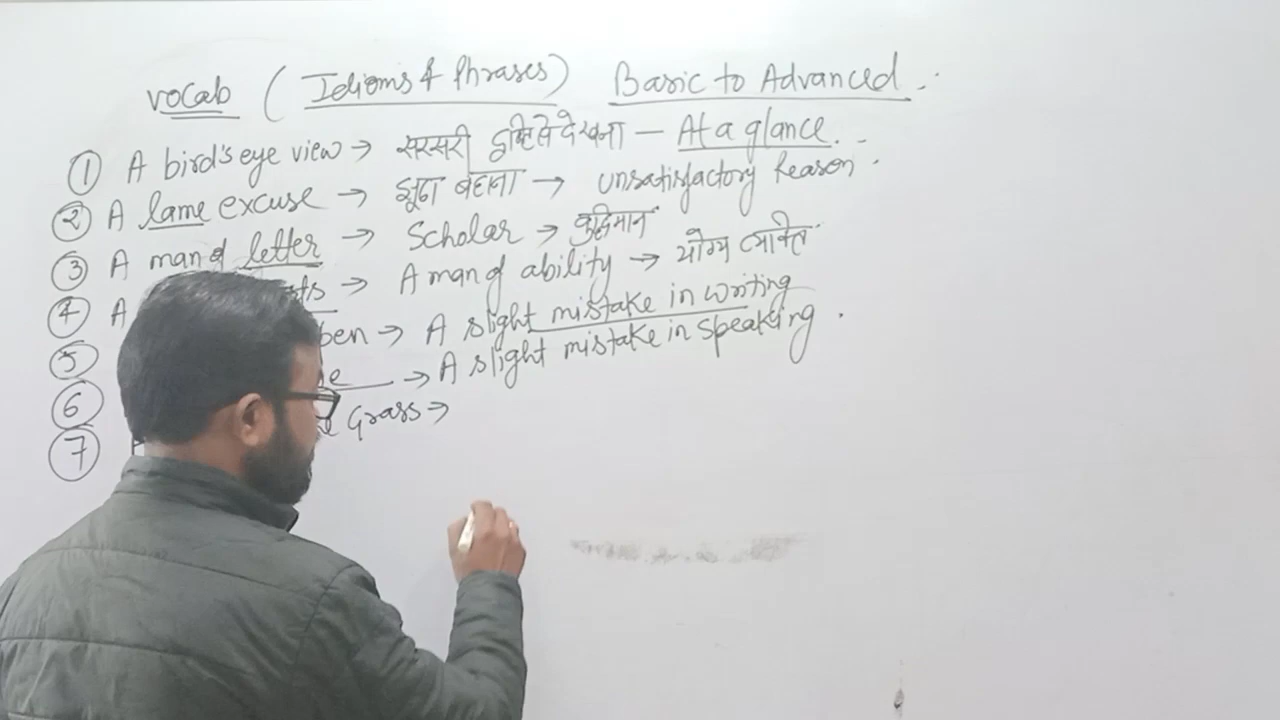 vocab ( Idioms & Phrases ) Basic to Advanced .
① A bird's eye view → सरसरी दृष्टि से देखना — At a glance .
② A lame excuse → झूठा बहाना → unsatisfactory Reason .
③ A man of letter → Scholar → बुद्धिमान
④ A → A man of ability → योग्य व्यक्ति
⑤ pen → A slight mistake in writing
⑥ → A slight mistake in speaking .
⑦ Grass →